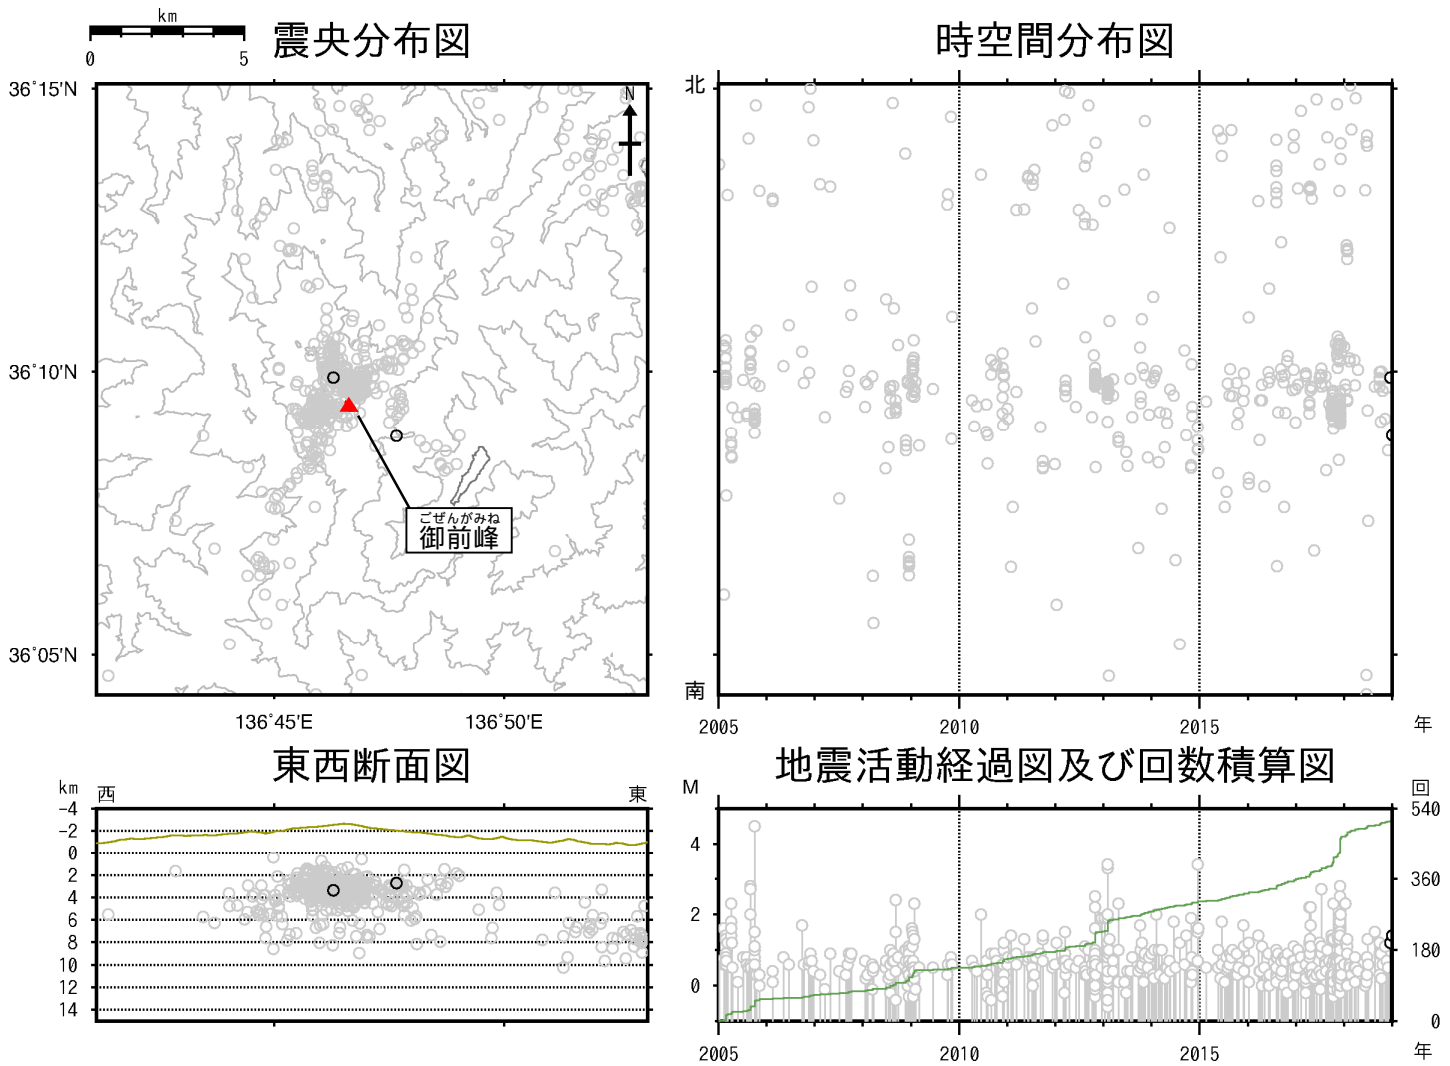 km
0 5
震央分布図
36˚15'N
36˚10'N
36˚05'N
136˚45'E 136˚50'E
N
ごぜんがみね
御前峰
時空間分布図
北
南
2005 2010 2015 年
東西断面図
km 西 東
-4
-2
0
2
4
6
8
10
12
14
地震活動経過図及び回数積算図
M 回
4
2
0
540
360
180
0
2005 2010 2015 年